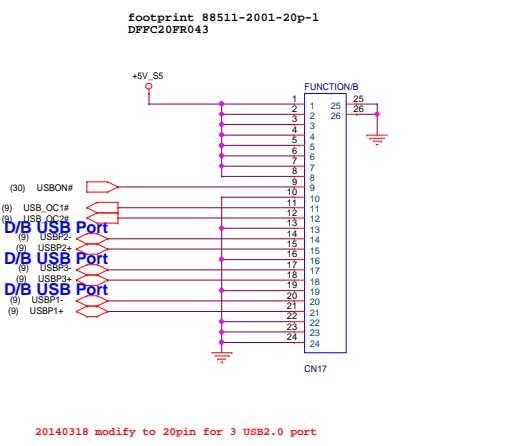 footprint 88511-2001-20p-l
DFFC20FR043
+5V_S5
FUNCTION/B
1 1 25 25
2 2 26 26
3 3
4 4
5 5
6 6
7 7
8 8
(30) USBON# 9 9
10 10
(9) USB_OC1# 11 11
(9) USB_OC2# 12 12
D/B USB Port 13 13
(9) USBP2- 14 14
(9) USBP2+ 15 15
D/B USB Port 16 16
(9) USBP3- 17 17
(9) USBP3+ 18 18
D/B USB Port 19 19
(9) USBP1- 20 20
(9) USBP1+ 21 21
22 22
23 23
24 24
CN17
20140318 modify to 20pin for 3 USB2.0 port